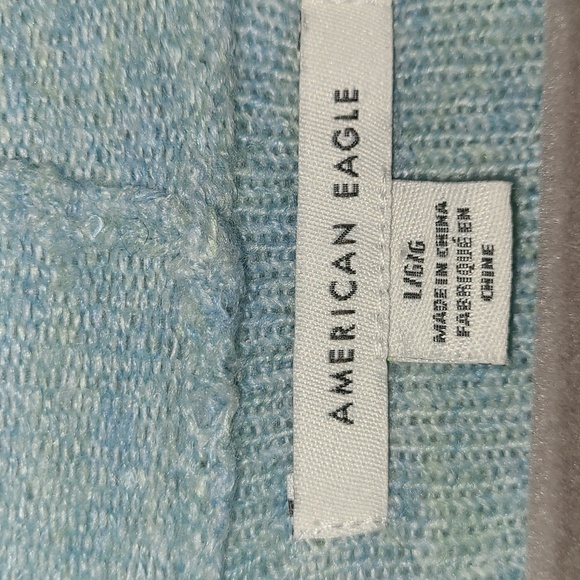 AMERICAN EAGLE
L/G/G
MADE IN CHINA
FABRIQUÉ EN
CHINE